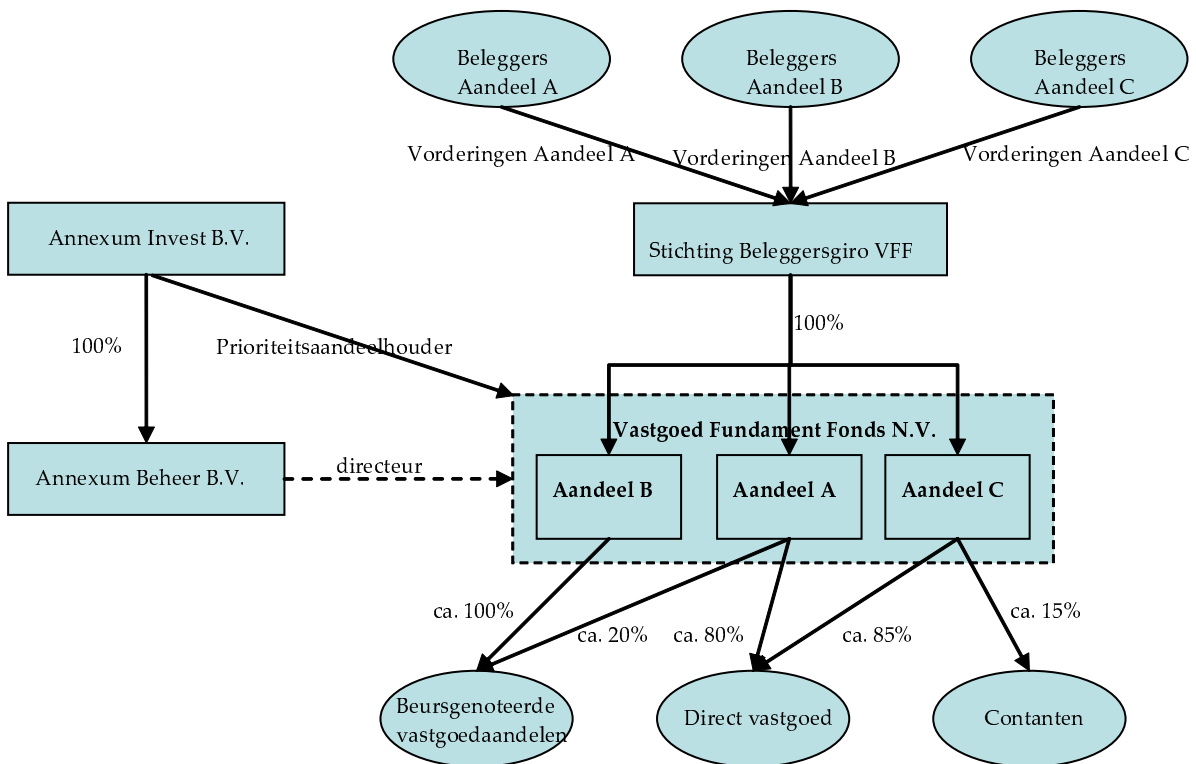 Beleggers
Aandeel A
Beleggers
Aandeel B
Beleggers
Aandeel C
Vorderingen Aandeel A
Vorderingen Aandeel B
Vorderingen Aandeel C
Annexum Invest B.V.
Stichting Beleggersgiro VFF
100%
100%
Prioriteitsaandeelhouder
Vastgoed Fundament Fonds N.V.
Annexum Beheer B.V.
directeur
Aandeel B
Aandeel A
Aandeel C
ca. 100%
ca. 20%
ca. 80%
ca. 85%
ca. 15%
Beursgenoteerde
vastgoedaandelen
Direct vastgoed
Contanten